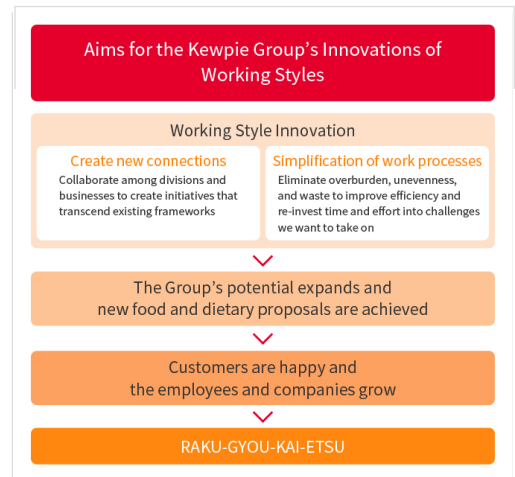 Aims for the Kewpie Group’s Innovations of
Working Styles
Working Style Innovation
Create new connections
Collaborate among divisions and
businesses to create initiatives that
transcend existing frameworks
Simplification of work processes
Eliminate overburden, unevenness,
and waste to improve efficiency and
re-invest time and effort into challenges
we want to take on
The Group’s potential expands and
new food and dietary proposals are achieved
Customers are happy and
the employees and companies grow
RAKU-GYOU-KAI-ETSU